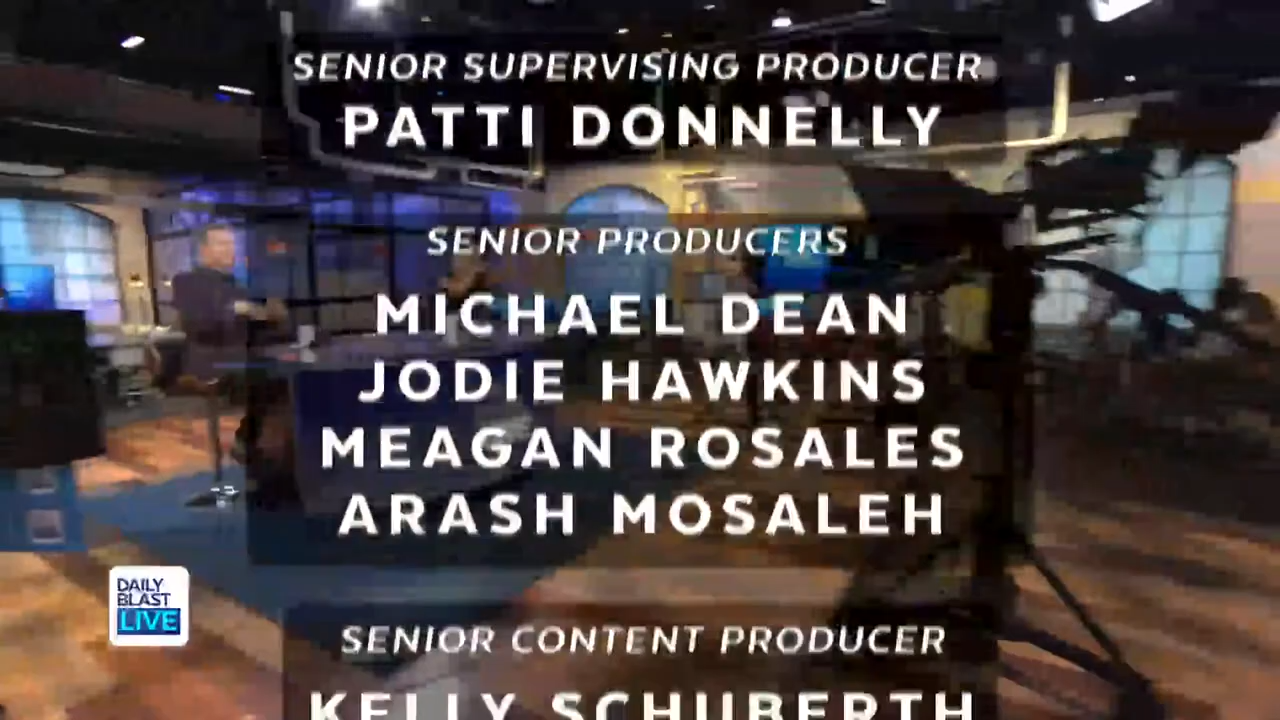 SENIOR SUPERVISING PRODUCER
PATTI DONNELLY
SENIOR PRODUCERS
MICHAEL DEAN
JODIE HAWKINS
MEAGAN ROSALES
ARASH MOSALEH
DAILY
BLAST
LIVE
SENIOR CONTENT PRODUCER
KELLY SCHUBERTH